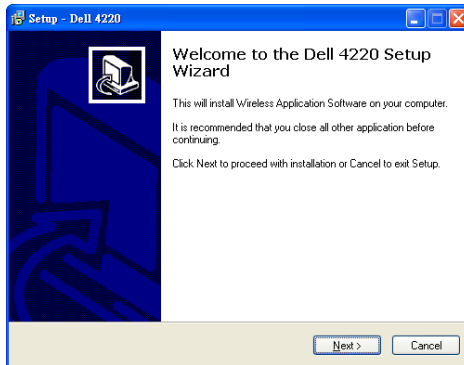 Setup - Dell 4220
Welcome to the Dell 4220 Setup
Wizard
This will install Wireless Application Software on your computer.
It is recommended that you close all other application before
continuing.
Click Next to proceed with installation or Cancel to exit Setup.
Next >
Cancel